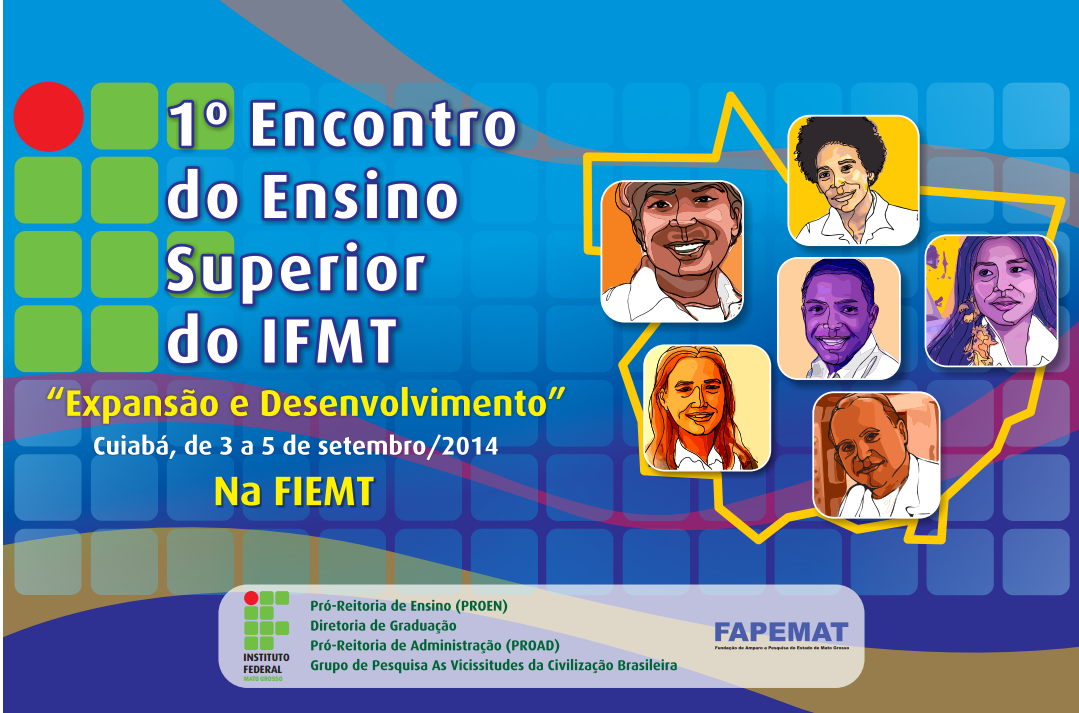 1º Encontro
do Ensino
Superior
do IFMT
“Expansão e Desenvolvimento”
Cuiabá, de 3 a 5 de setembro/2014
Na FIEMT
INSTITUTO
FEDERAL
MATO GROSSO
Pró-Reitoria de Ensino (PROEN)
Diretoria de Graduação
Pró-Reitoria de Administração (PROAD)
Grupo de Pesquisa As Vicissitudes da Civilização Brasileira
FAPEMAT
Fundação de Amparo a Pesquisa do Estado de Mato Grosso